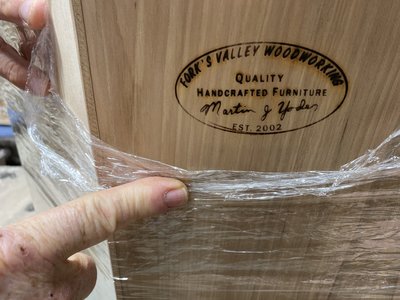 FORK'S VALLEY WOODWORKING
QUALITY
HANDCRAFTED FURNITURE
Martin J Yoder
EST. 2002